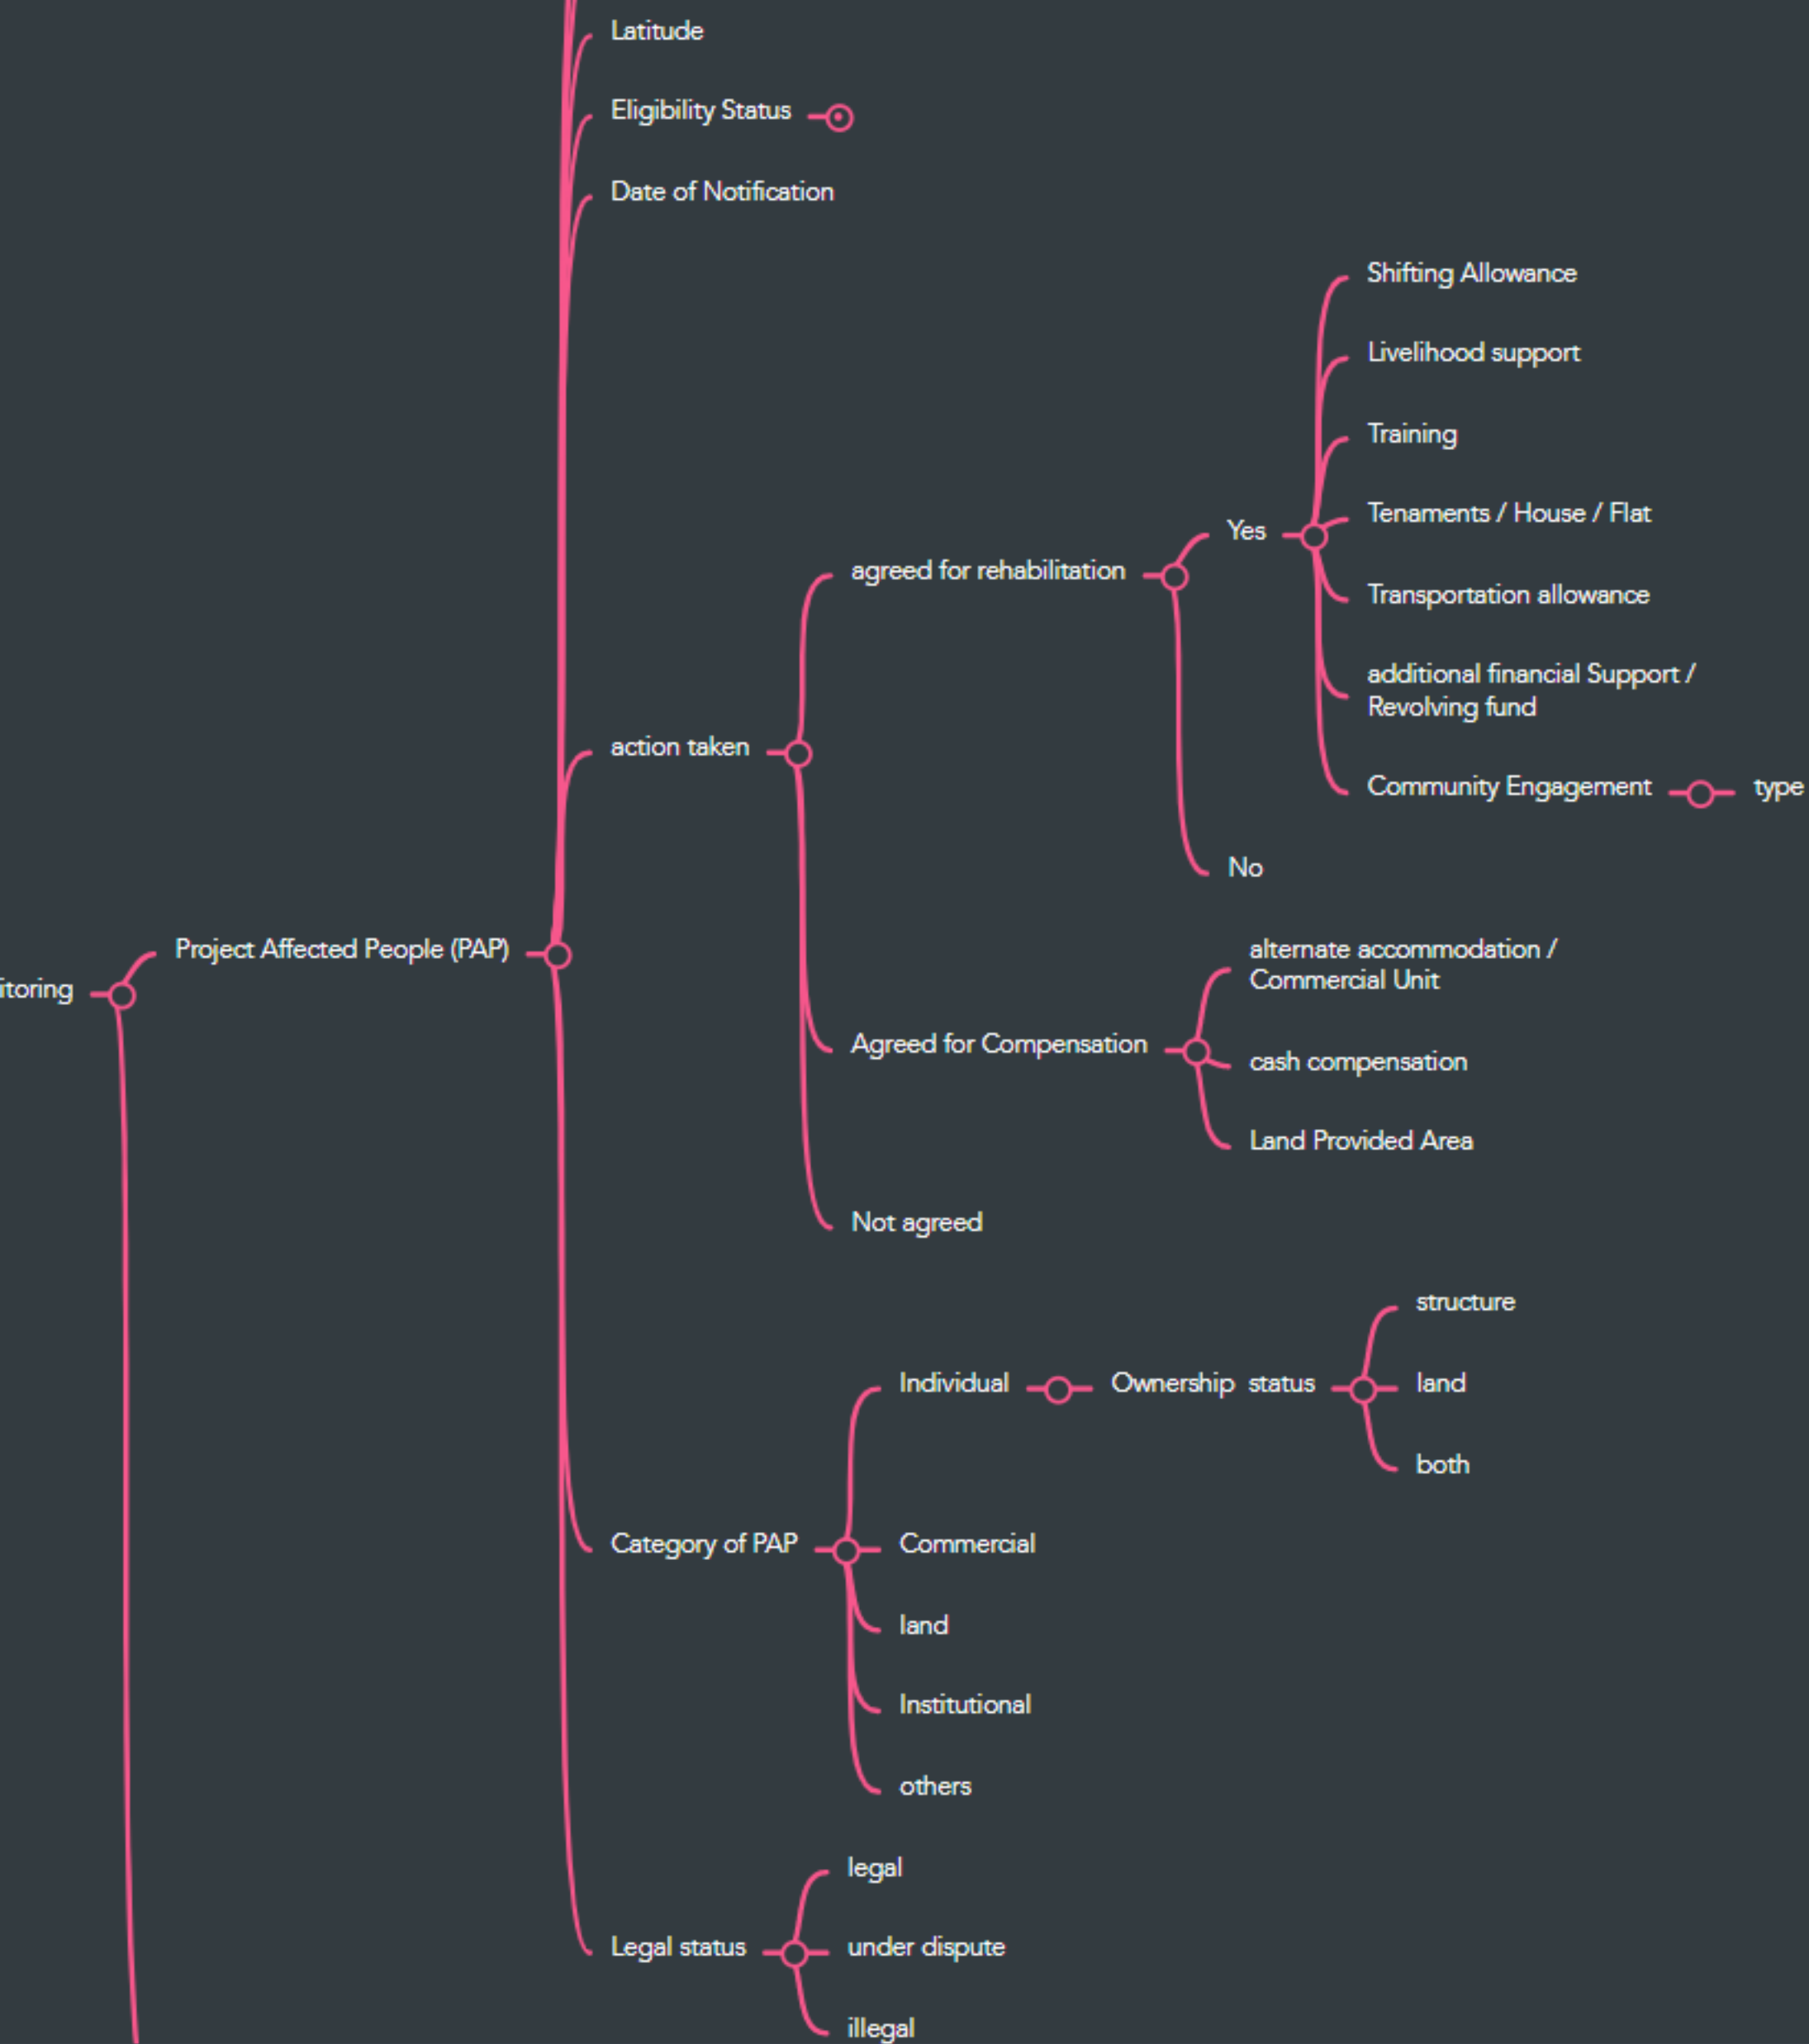 Latitude
Eligibility Status
Date of Notification
Shifting Allowance
Livelihood support
Training
Tenaments / House / Flat
Yes
agreed for rehabilitation
Transportation allowance
additional financial Support /
Revolving fund
action taken
Community Engagement
type
No
Project Affected People (PAP)
itoring
alternate accommodation /
Commercial Unit
Agreed for Compensation
cash compensation
Land Provided Area
Not agreed
structure
Individual
Ownership status
land
both
Category of PAP
Commercial
land
Institutional
others
legal
Legal status
under dispute
illegal